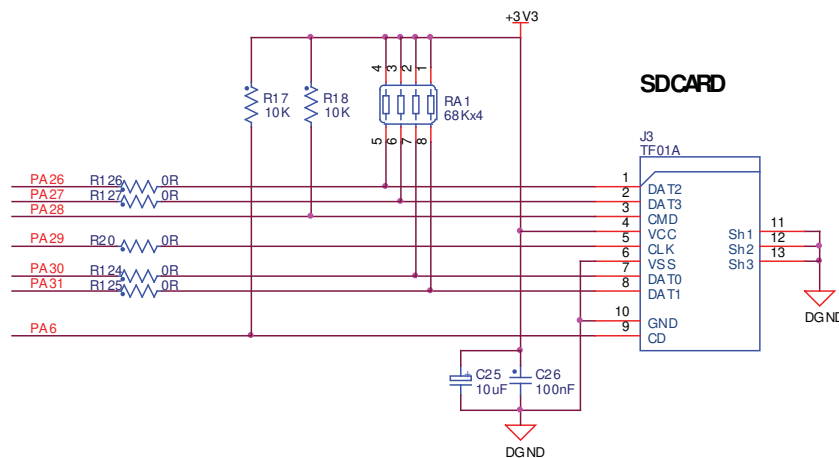 +3V3
SDCARD
4 3 2 1
R17
10K
R18
10K
RA1
68Kx4
5 6 7 8
J3
TF01A
PA26 R126 0R 1 DAT2
PA27 R127 0R 2 DAT3
PA28 3 CMD
4 VCC
PA29 R20 0R 5 CLK
6 VSS
PA30 R124 0R 7 DAT0
PA31 R125 0R 8 DAT1
Sh1 11
Sh2 12
Sh3 13
10 GND
PA6 9 CD
DGND
C25
10uF
+
C26
100nF
DGND